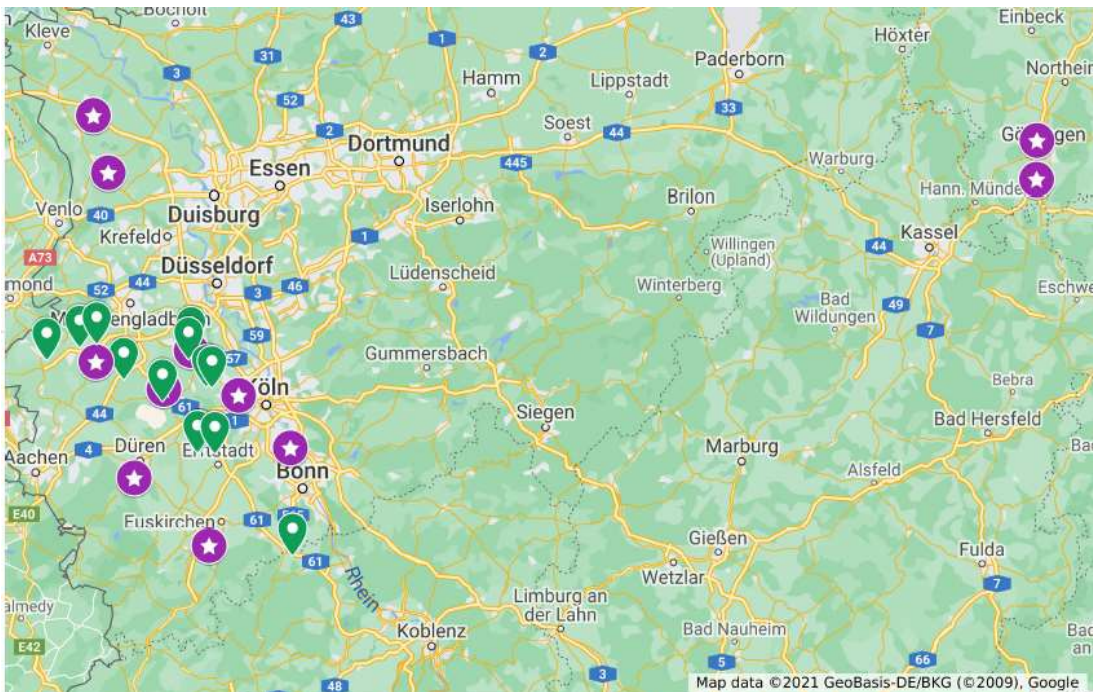 Bocholt
Kleve
43
1
2
Einbeck
Höxter
Paderborn
31
3
Hamm
Lippstadt
Northeim
52
33
Soest
2
Dortmund
44
Essen
445
Warburg
Hann.
Venlo
40
Duisburg
Iserlohn
Brilon
Krefeld
1
Willingen
(Upland)
44
Kassel
A73
Düsseldorf
44
52
3
46
Lüdenscheid
Winterberg
49
Bad
Wildungen
59
7
57
Gummersbach
Köln
61
Bebra
44
1
Siegen
Bad Hersfeld
4
Düren
Marburg
Aachen
Alsfeld
Bonn
E40
Euskirchen
61
61
Gießen
Fulda
Wetzlar
7
Rhein
Limburg an
der Lahn
E42
Koblenz
Bad Nauheim
Bad
5
66
3
48
Map data ©2021 GeoBasis-DE/BKG (©2009), Google